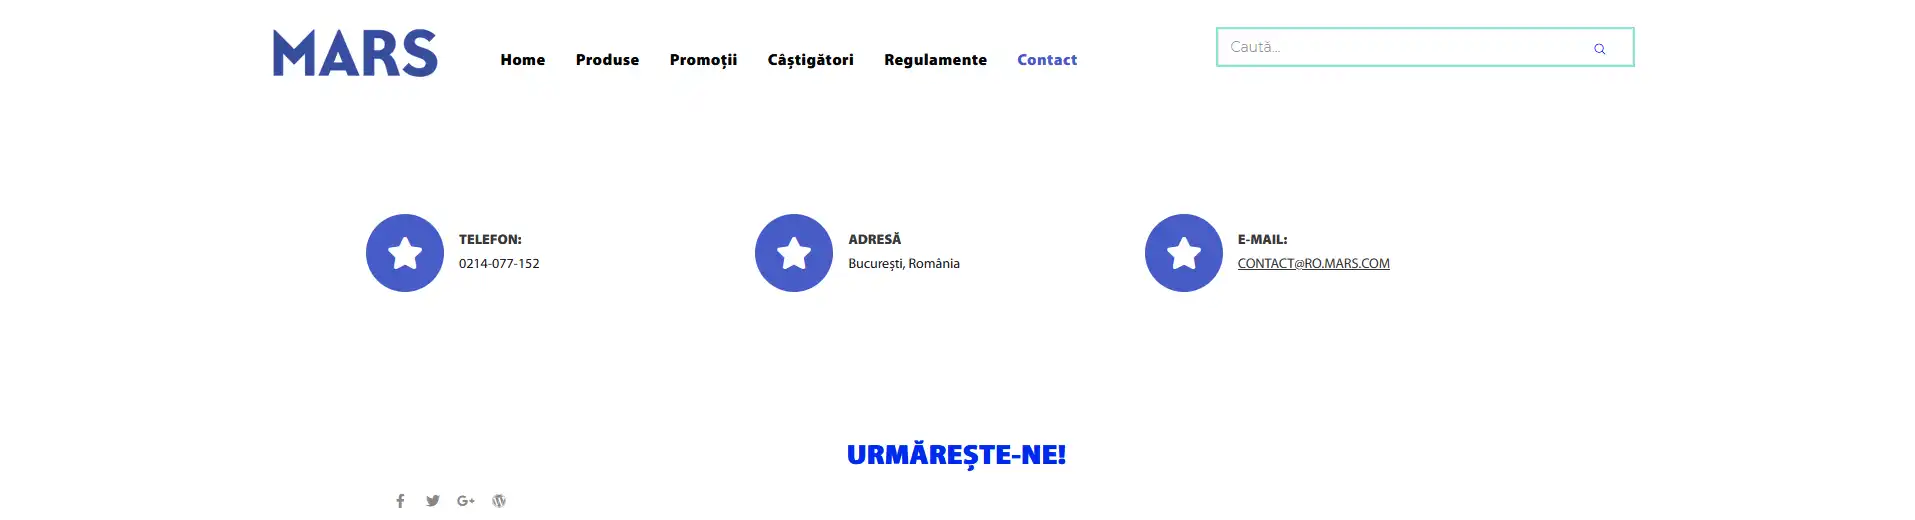 MARS
Home Produse Promoții Câștigători Regulamente Contact
Caută...
TELEFON:
0214-077-152
ADRESĂ
București, România
E-MAIL:
CONTACT@RO.MARS.COM
URMĂREȘTE-NE!